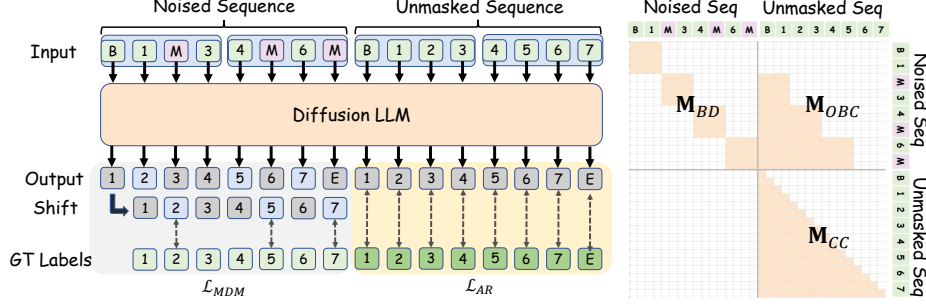 Noised Sequence
Unmasked Sequence
Input
B 1 M 3 4 M 6 M B 1 2 3 4 5 6 7
Diffusion LLM
Output
1 2 3 4 5 6 7 E 1 2 3 4 5 6 7 E
Shift
1 2 3 4 5 6 7
GT Labels
1 2 3 4 5 6 7 1 2 3 4 5 6 7 E
ℒ_MDM
ℒ_AR
Noised Seq
Unmasked Seq
B 1 M 3 4 M 6 M B 1 2 3 4 5 6 7
M_BD
M_OBC
M_CC
B 1 M 3 4 M 6 M
Noised Seq
B 1 2 3 4 5 6 7
Unmasked Seq